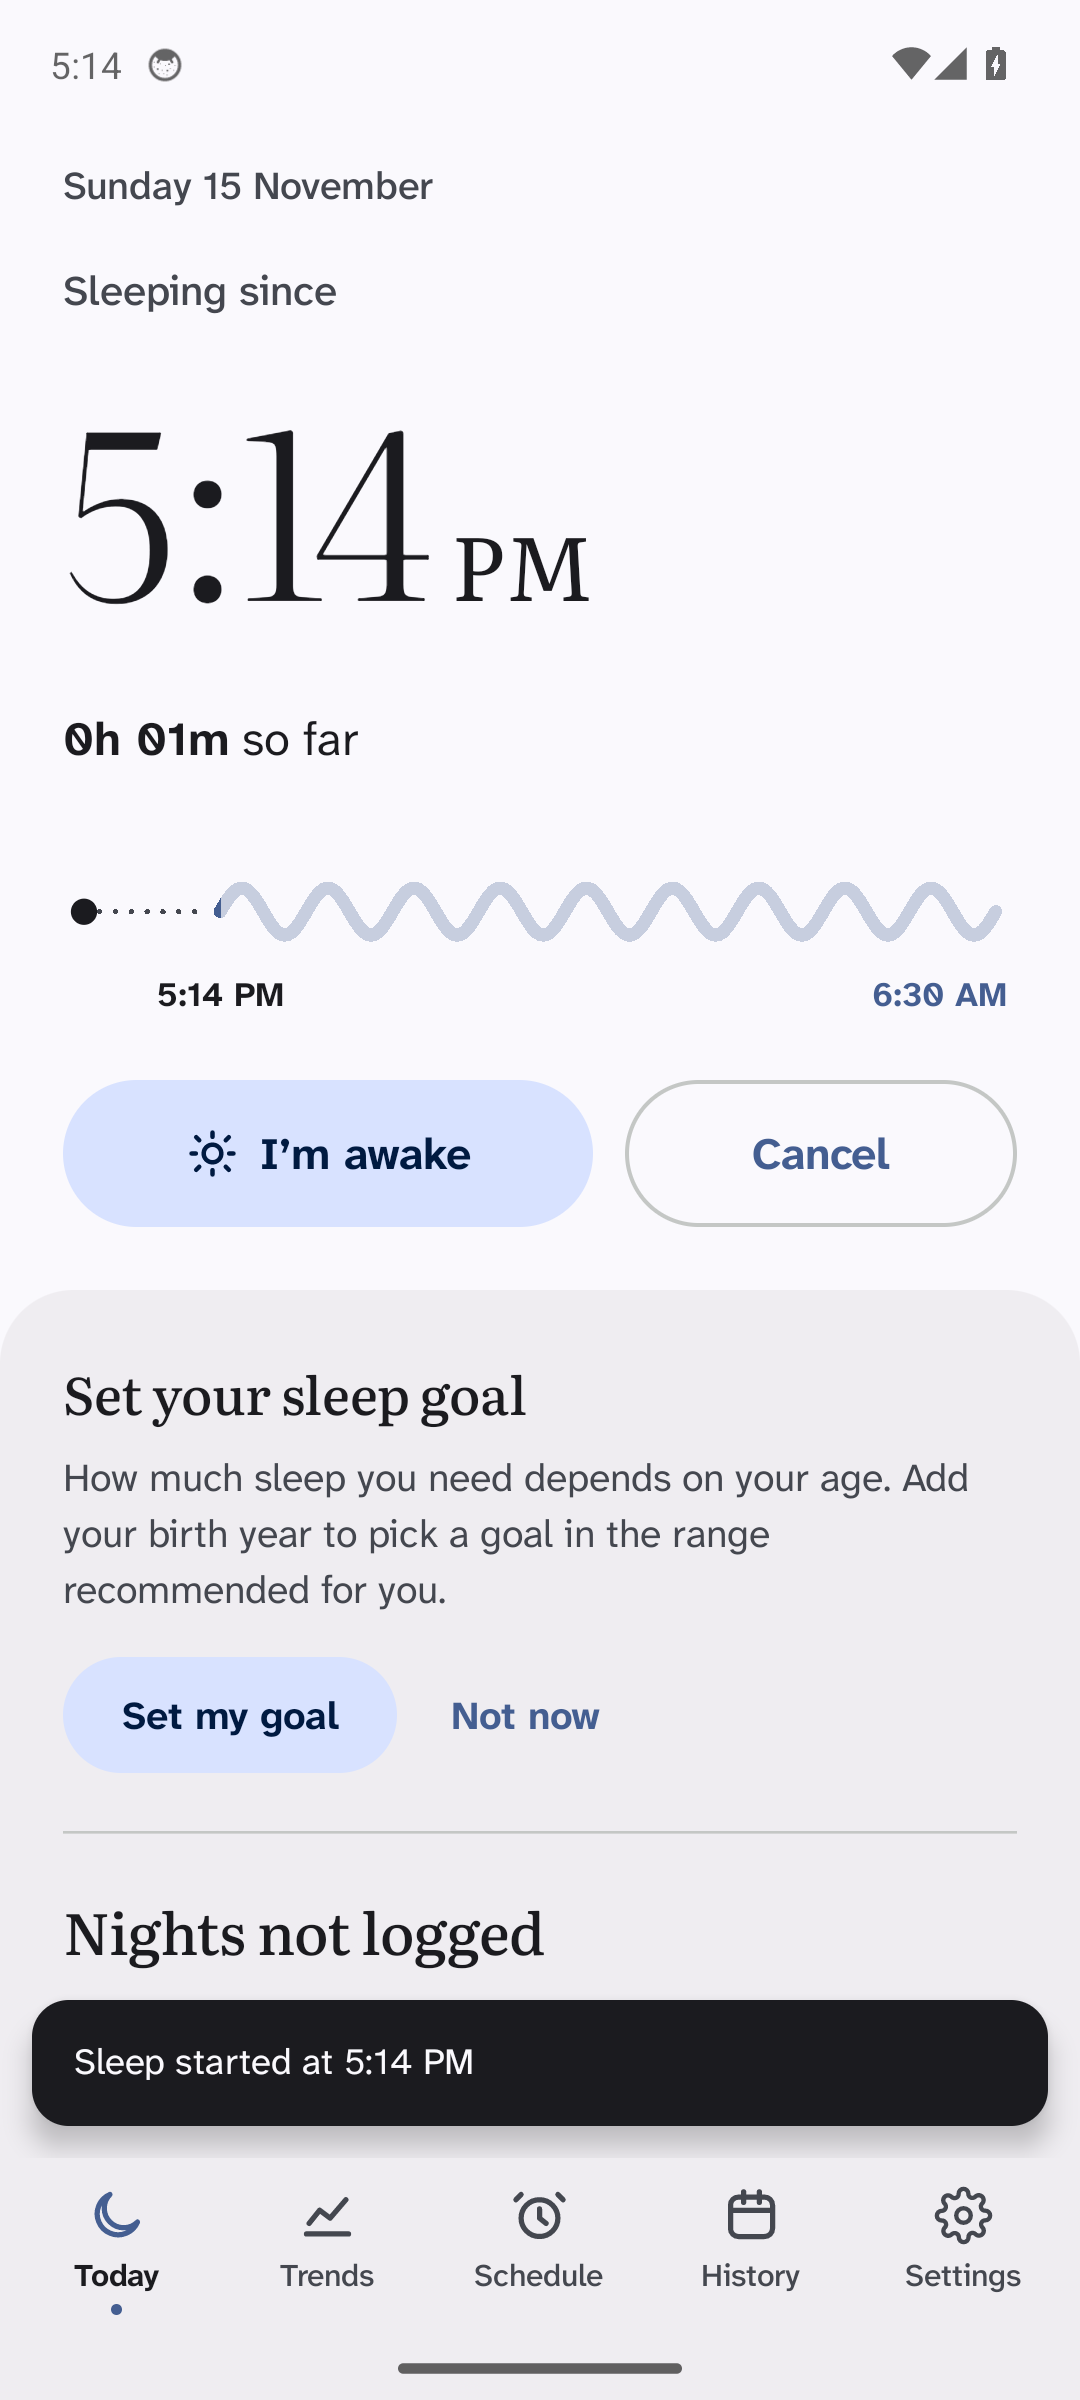 5:14
Sunday 15 November
Sleeping since
5:14 PM
0h 01m so far
5:14 PM
6:30 AM
I’m awake
Cancel
Set your sleep goal
How much sleep you need depends on your age. Add
your birth year to pick a goal in the range
recommended for you.
Set my goal
Not now
Nights not logged
Sleep started at 5:14 PM
Today
Trends
Schedule
History
Settings